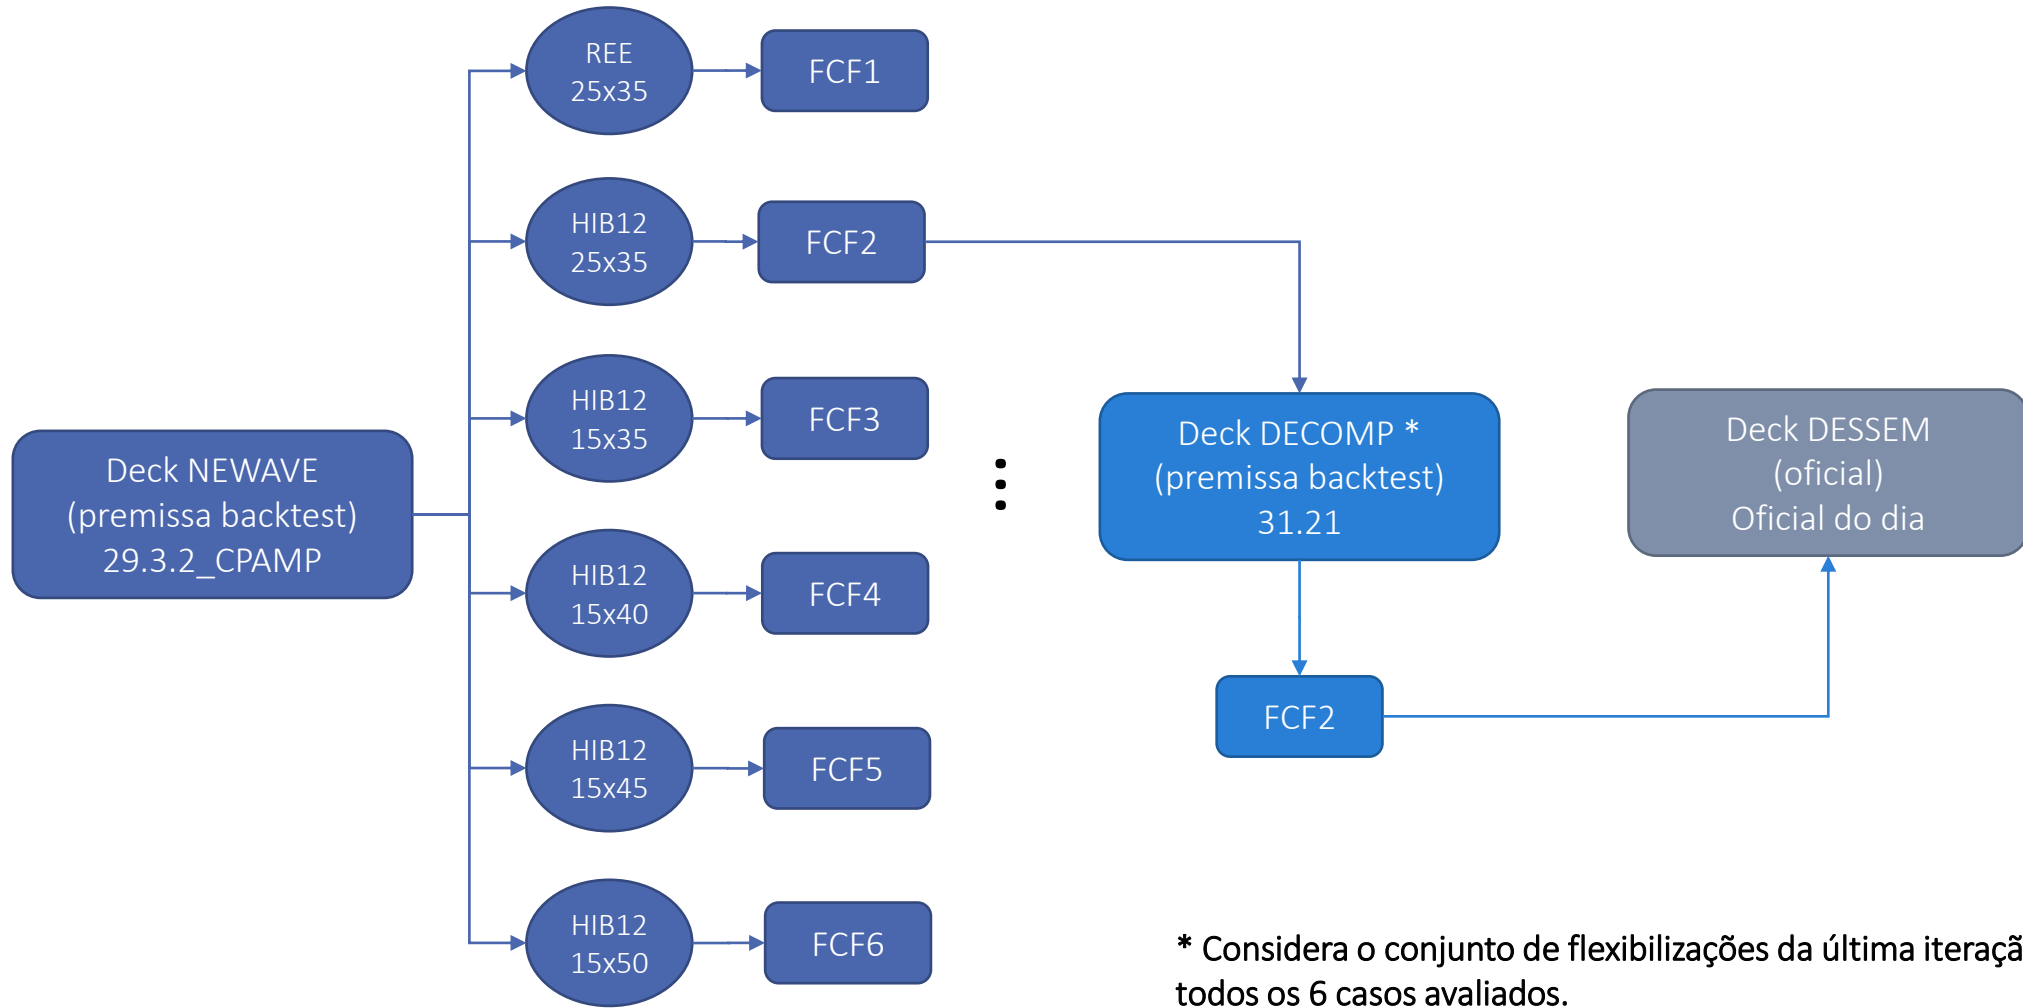 REE
25x35
FCF1
HIB12
25x35
FCF2
HIB12
15x35
FCF3
Deck NEWAVE
(premissa backtest)
29.3.2_CPAMP
HIB12
15x40
FCF4
HIB12
15x45
FCF5
HIB12
15x50
FCF6
Deck DECOMP *
(premissa backtest)
31.21
FCF2
Deck DESSEM
(oficial)
Oficial do dia
* Considera o conjunto de flexibilizações da última
todos os 6 casos avaliados.